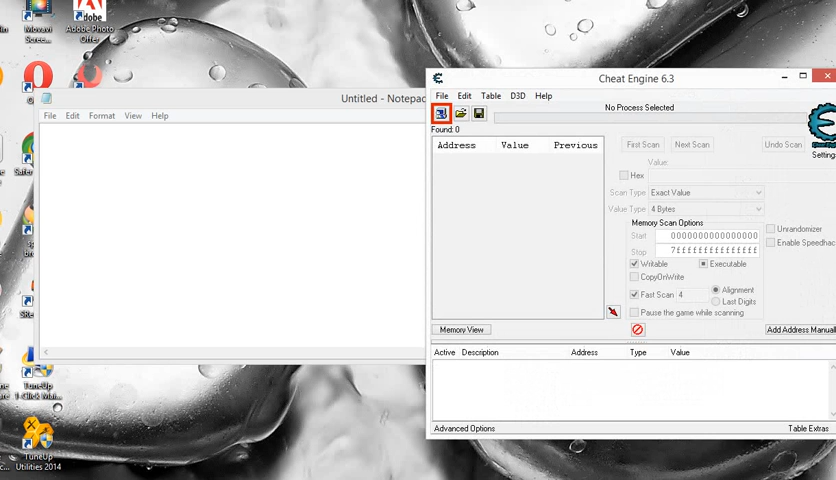 Movavi
Scree...
Adobe Photo
Offer
TuneUp
1-Click Mai...
TuneUp
Utilities 2014
Untitled - Notepad
File Edit Format View Help
Cheat Engine 6.3
File Edit Table D3D Help
No Process Selected
Found: 0
Address Value Previous
First Scan Next Scan Undo Scan
Settings
Value:
Hex
Scan Type Exact Value
Value Type 4 Bytes
Memory Scan Options
Start 0000000000000000
Stop 7fffffffffffffff
Writable Executable
CopyOnWrite
Fast Scan 4 Alignment
Last Digits
Pause the game while scanning
Unrandomizer
Enable Speedhac
Memory View
Add Address Manuall
Active Description Address Type Value
Advanced Options
Table Extras